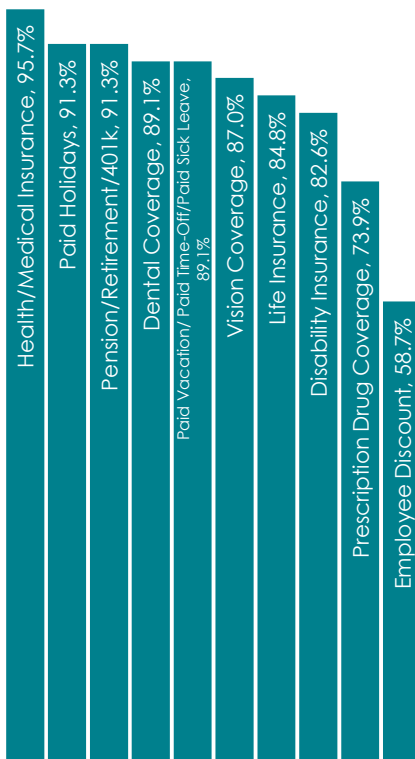 Health/Medical Insurance, 95.7%
Paid Holidays, 91.3%
Pension/Retirement/401k, 91.3%
Dental Coverage, 89.1%
Paid Vacation/ Paid Time-Off/Paid Sick Leave,
89.1%
Vision Coverage, 87.0%
Life Insurance, 84.8%
Disability Insurance, 82.6%
Prescription Drug Coverage, 73.9%
Employee Discount, 58.7%